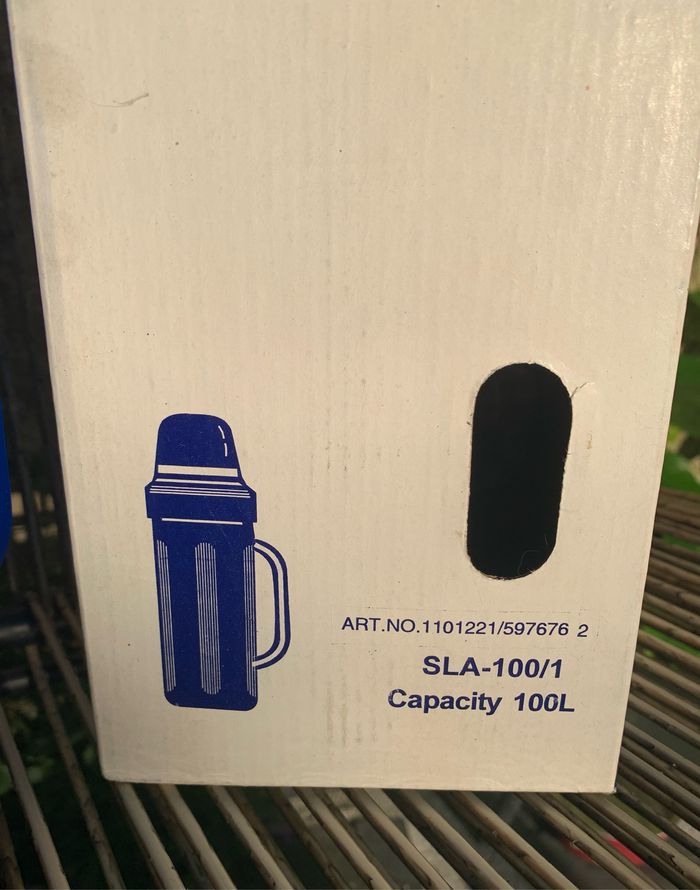 ART.NO.1101221/597676 2
SLA-100/1
Capacity 100L